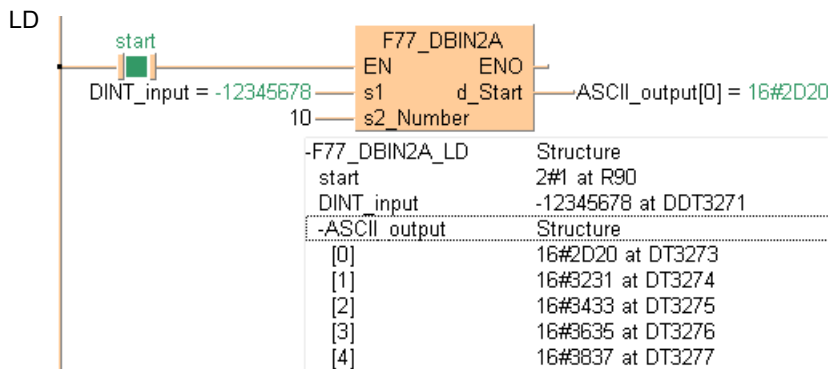 LD
start
F77_DBIN2A
EN ENO
DINT_input = -12345678 s1 d_Start ASCII_output[0] = 16#2D20
10 s2_Number
-F77_DBIN2A_LD Structure
start 2#1 at R90
DINT_input -12345678 at DDT3271
-ASCII_output Structure
[0] 16#2D20 at DT3273
[1] 16#3231 at DT3274
[2] 16#3433 at DT3275
[3] 16#3635 at DT3276
[4] 16#3837 at DT3277